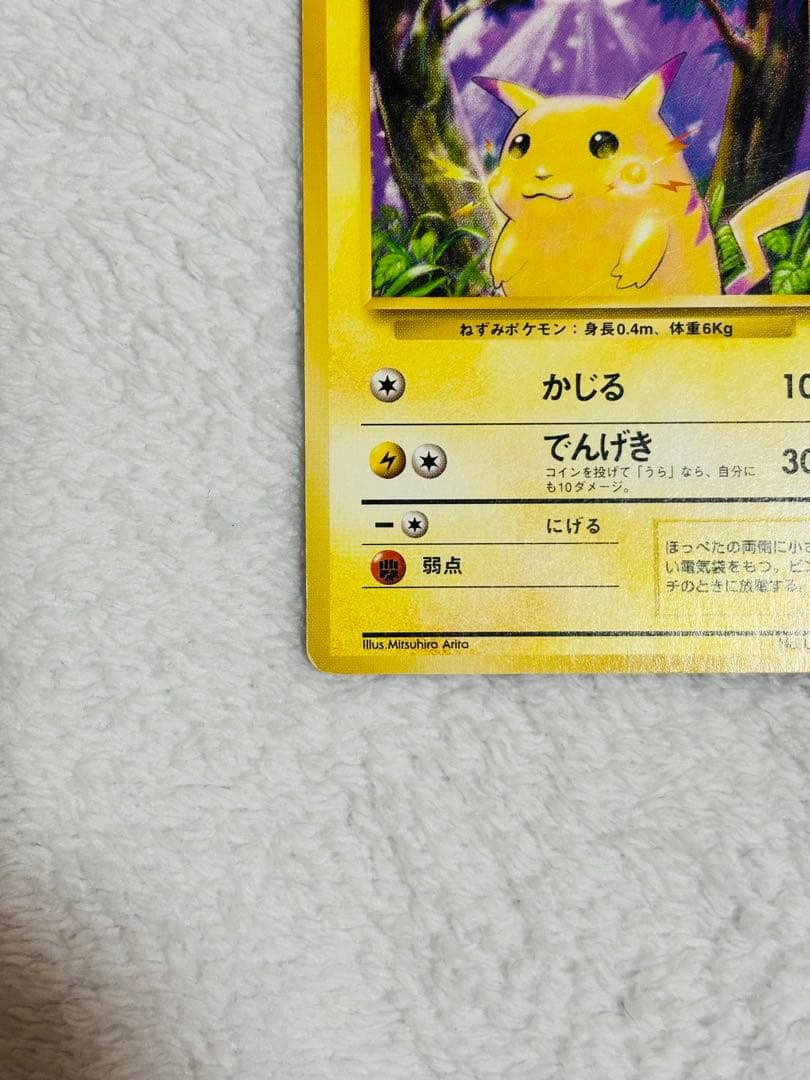 ねずみポケモン：身長0.4m、体重6Kg
かじる 10
でんげき 30
コインを投げて「うら」なら、自分に
も10ダメージ。
にげる
弱点
ほっぺたの両側に小さ
い電気袋をもつ。ピン
チのときに放電する。
Illus.Mitsuhiro Arita